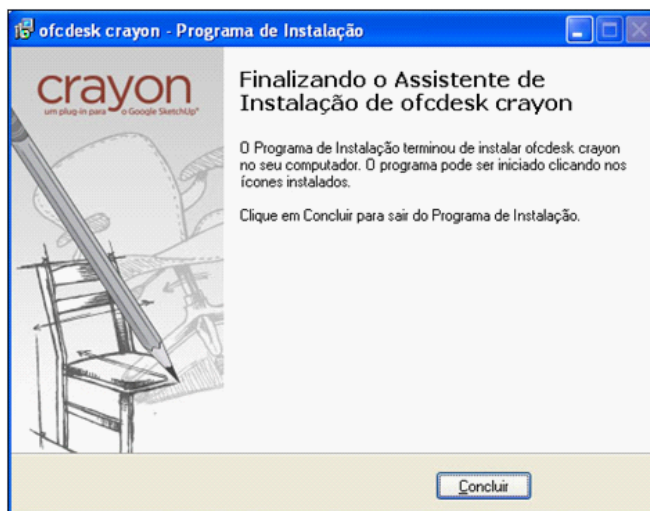 ofcdesk crayon - Programa de Instalação
crayon
um plug-in para o Google SketchUp®
Finalizando o Assistente de
Instalação de ofcdesk crayon
O Programa de Instalação terminou de instalar ofcdesk crayon
no seu computador. O programa pode ser iniciado clicando nos
ícones instalados.
Clique em Concluir para sair do Programa de Instalação.
Concluir